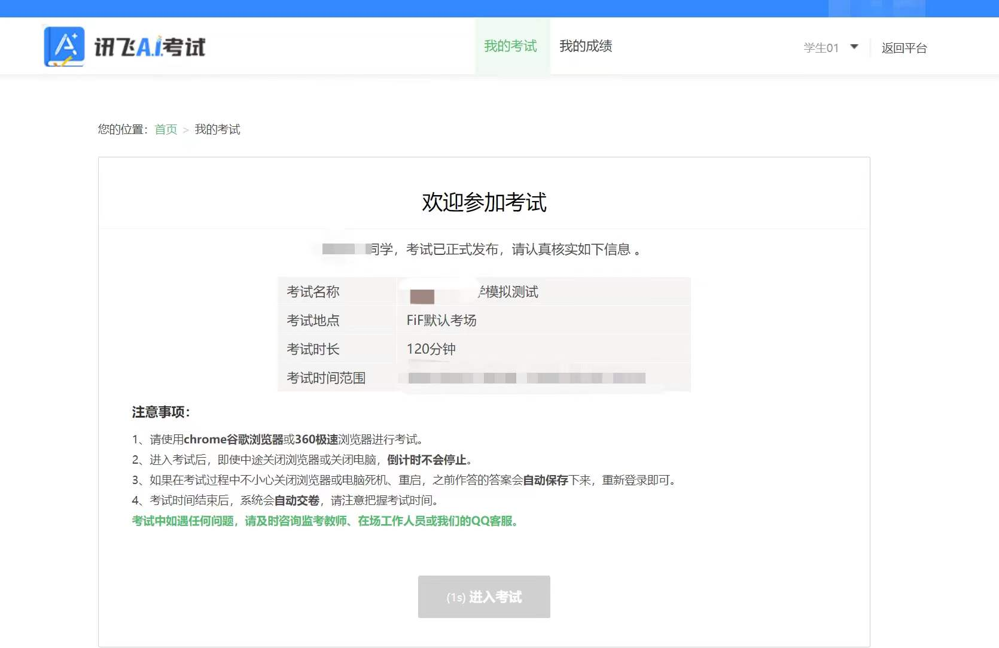 讯飞A.I.考试
我的考试 我的成绩
学生01 返回平台
您的位置：首页 > 我的考试
欢迎参加考试
同学，考试已正式发布，请认真核实如下信息 。
考试名称 学模拟测试
考试地点 FiF默认考场
考试时长 120分钟
考试时间范围
注意事项：
1、请使用chrome谷歌浏览器或360极速浏览器进行考试。
2、进入考试后，即使中途关闭浏览器或关闭电脑，倒计时不会停止。
3、如果在考试过程中不小心关闭浏览器或电脑死机、重启，之前作答的答案会自动保存下来，重新登录即可。
4、考试时间结束后，系统会自动交卷，请注意把握考试时间。
考试中如遇任何问题，请及时咨询监考教师、在场工作人员或我们的QQ客服。
(1s) 进入考试